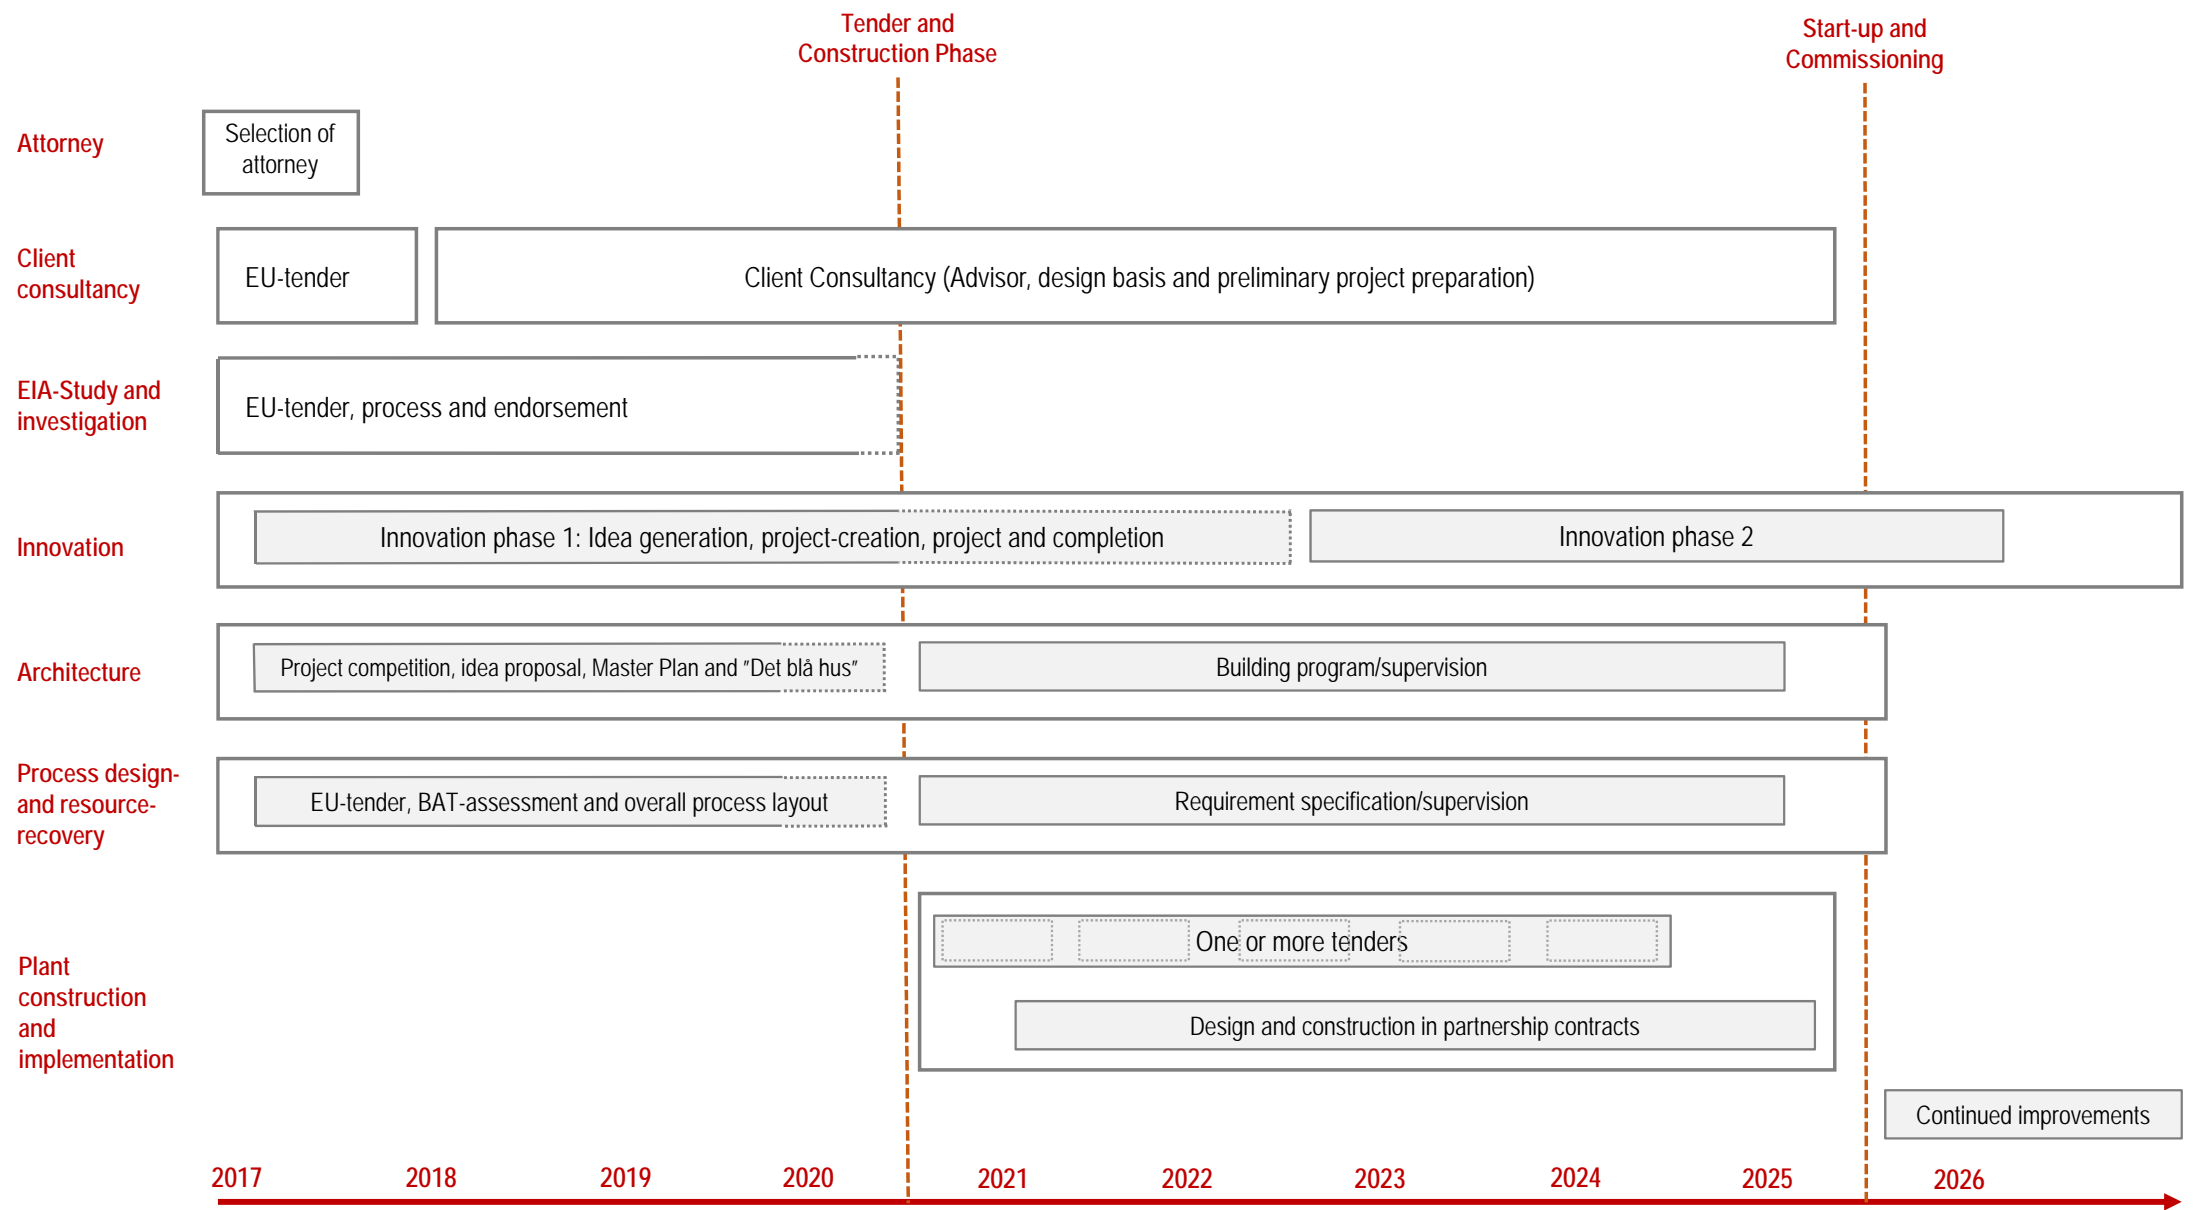 Tender and
Construction Phase
Start-up and
Commissioning
Attorney
Selection of
attorney
Client
consultancy
EU-tender
Client Consultancy (Advisor, design basis and preliminary project preparation)
EIA-Study and
investigation
EU-tender, process and endorsement
Innovation
Innovation phase 1: Idea generation, project-creation, project and completion
Innovation phase 2
Architecture
Project competition, idea proposal, Master Plan and "Det blå hus"
Building program/supervision
Process design-
and resource-
recovery
EU-tender, BAT-assessment and overall process layout
Requirement specification/supervision
Plant
construction
and
implementation
One or more tenders
Design and construction in partnership contracts
Continued improvements
2017 2018 2019 2020 2021 2022 2023 2024 2025 2026